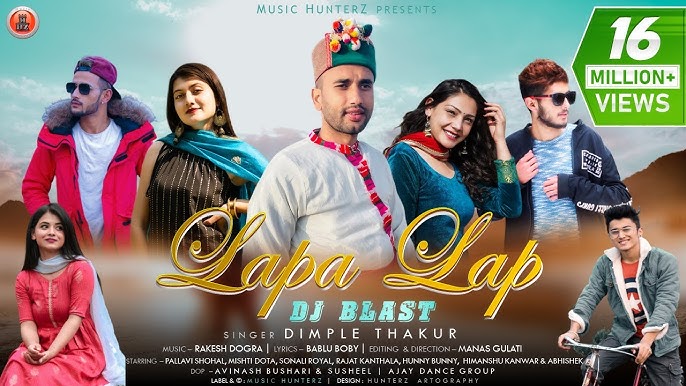 MUSIC HUNTERZ PRESENTS
16
MILLION+
VIEWS
Lapa Lap
DJ BLAST
SINGER DIMPLE THAKUR
MUSIC – RAKESH DOGRA | LYRICS – BABLU BOBY | EDITING & DIRECTION – MANAS GULATI
STARRING – PALLAVI SHOHAL, MISHTI DOTA, SONALI ROYAL, RAJAT KANTHALA, HUNNY BUNNY, HIMANSHU KANWAR & ABHISHEK
DOP – AVINASH BUSHARI & SUSHEEL | AJAY DANCE GROUP
LABEL & ©: MUSIC HUNTERZ | DESIGN: HUNTERZ ARTOGRAPHY